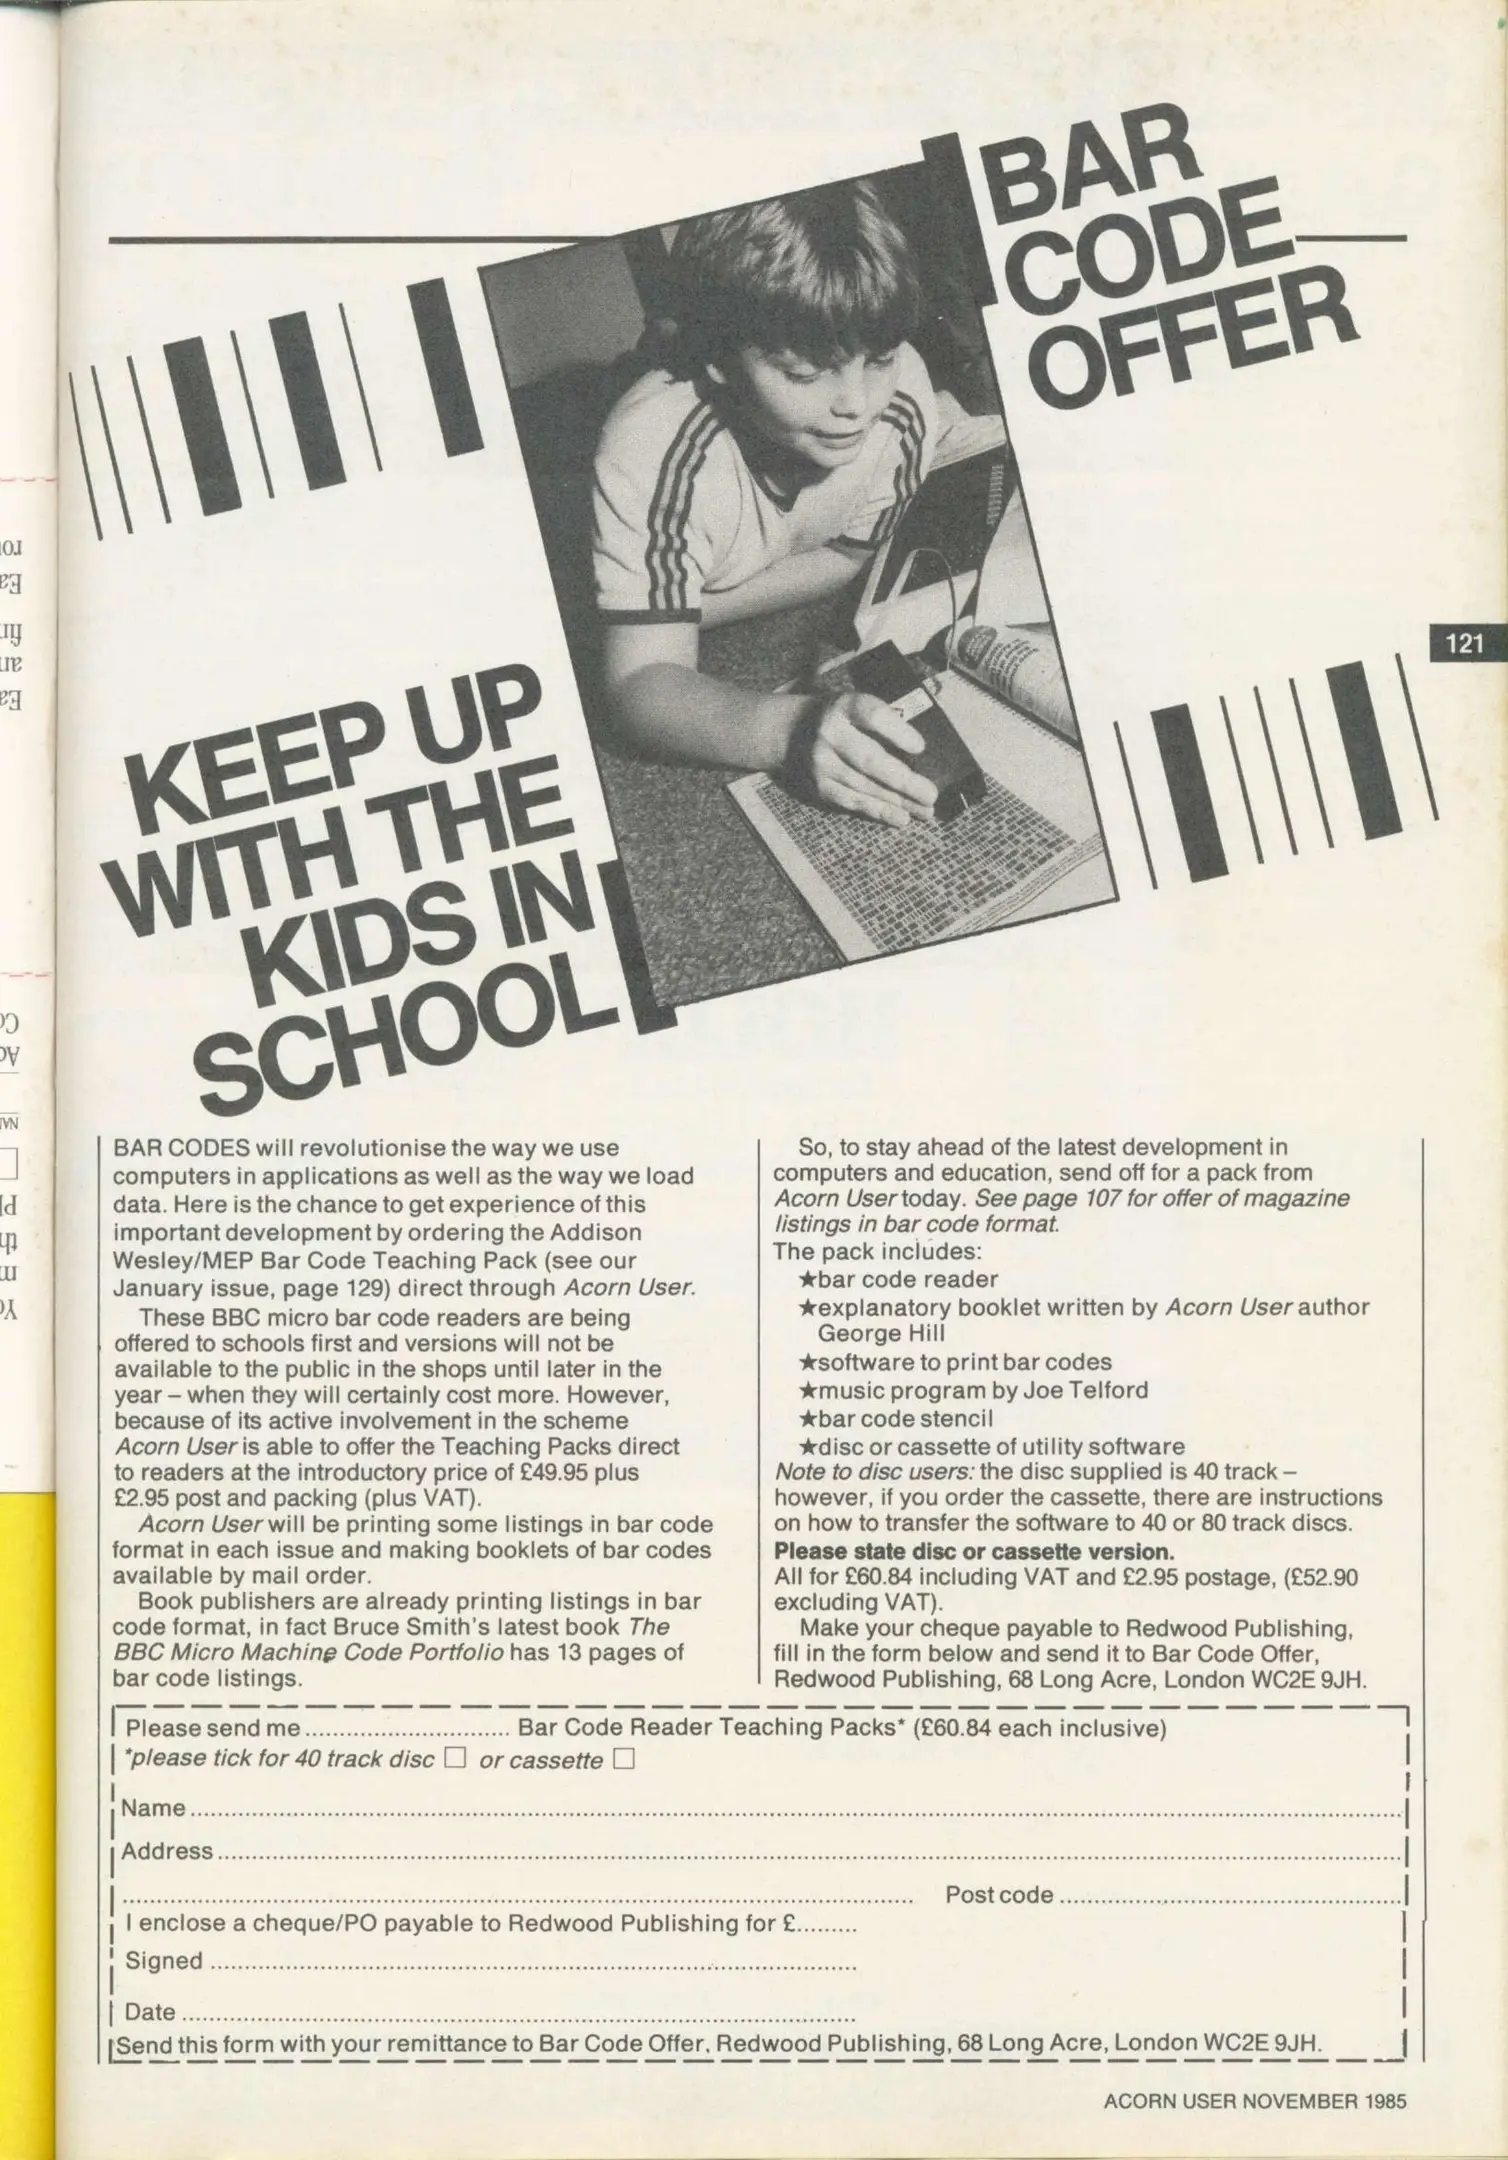 BAR
CODE
OFFER
121
KEEP UP
WITH THE
KIDS IN
SCHOOL
BAR CODES will revolutionise the way we use
computers in applications as well as the way we load
data. Here is the chance to get experience of this
important development by ordering the Addison
Wesley/MEP Bar Code Teaching Pack (see our
January issue, page 129) direct through Acorn User.
These BBC micro bar code readers are being
offered to schools first and versions will not be
available to the public in the shops until later in the
year – when they will certainly cost more. However,
because of its active involvement in the scheme
Acorn User is able to offer the Teaching Packs direct
to readers at the introductory price of £49.95 plus
£2.95 post and packing (plus VAT).
Acorn User will be printing some listings in bar code
format in each issue and making booklets of bar codes
available by mail order.
Book publishers are already printing listings in bar
code format, in fact Bruce Smith's latest book The
BBC Micro Machine Code Portfolio has 13 pages of
bar code listings.
So, to stay ahead of the latest development in
computers and education, send off for a pack from
Acorn User today. See page 107 for offer of magazine
listings in bar code format.
The pack includes:
★bar code reader
★explanatory booklet written by Acorn User author
George Hill
★software to print bar codes
★music program by Joe Telford
★bar code stencil
★disc or cassette of utility software
Note to disc users: the disc supplied is 40 track –
however, if you order the cassette, there are instructions
on how to transfer the software to 40 or 80 track discs.
Please state disc or cassette version.
All for £60.84 including VAT and £2.95 postage, (£52.90
excluding VAT).
Make your cheque payable to Redwood Publishing,
fill in the form below and send it to Bar Code Offer,
Redwood Publishing, 68 Long Acre, London WC2E 9JH.
Please send me .............................. Bar Code Reader Teaching Packs* (£60.84 each inclusive)
*please tick for 40 track disc □ or cassette □
Name ..............................
Address ..............................
.............................. Post code ..............................
I enclose a cheque/PO payable to Redwood Publishing for £.........
Signed ..............................
Date ..............................
Send this form with your remittance to Bar Code Offer, Redwood Publishing, 68 Long Acre, London WC2E 9JH.
ACORN USER NOVEMBER 1985